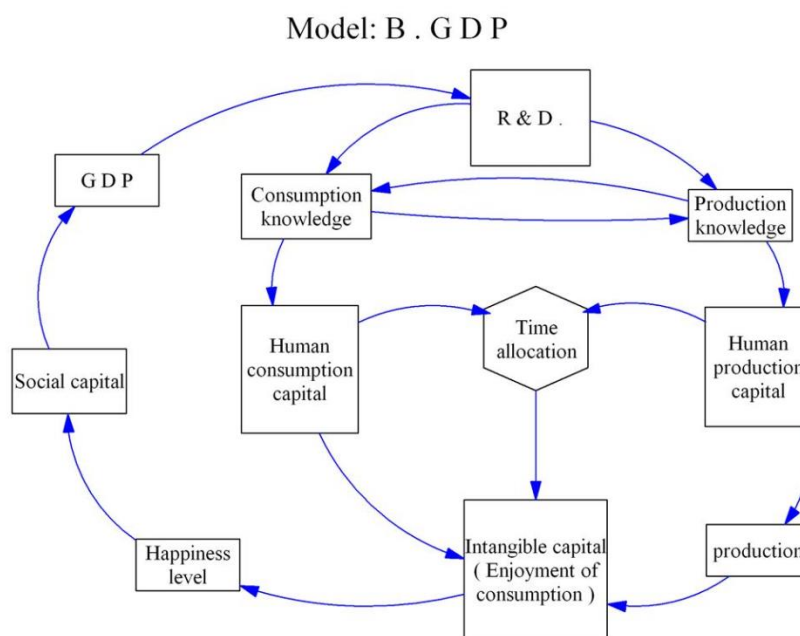 Model: B . G D P
R & D .
G D P
Consumption
knowledge
Production
knowledge
Time
allocation
Human
consumption
capital
Human
production
capital
Social capital
Happiness
level
Intangible capital
( Enjoyment of
consumption )
production